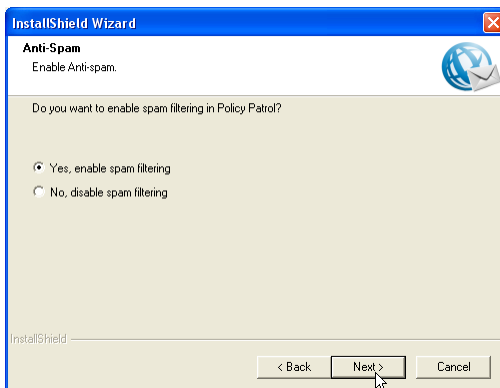 InstallShield Wizard
Anti-Spam
Enable Anti-spam.
Do you want to enable spam filtering in Policy Patrol?
Yes, enable spam filtering
No, disable spam filtering
InstallShield
< Back Next > Cancel